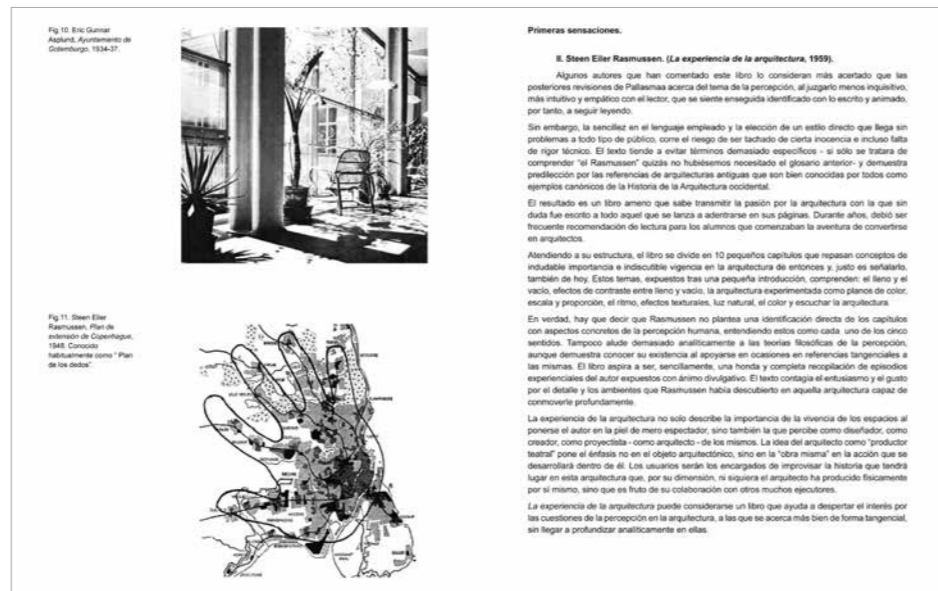 Fig.10. Eric Gunnar
Asplund, Ayuntamiento de
Gotemburgo, 1934-37.
Fig.11. Steen Eiler
Rasmussen, Plan de
extensión de Copenhague,
1948. Conocido
habitualmente como " Plan
de los dedos".
Primeras sensaciones.
II. Steen Eiler Rasmussen. (La experiencia de la arquitectura, 1959).
Algunos autores que han comentado este libro lo consideran más acertado que las
posteriores revisiones de Pallasmaa acerca del tema de la percepción, al juzgarlo menos inquisitivo,
más intuitivo y empático con el lector, que se siente enseguida identificado con lo escrito y animado,
por tanto, a seguir leyendo.
Sin embargo, la sencillez en el lenguaje empleado y la elección de un estilo directo que llega sin
problemas a todo tipo de público, corre el riesgo de ser tachado de cierta inocencia e incluso falta
de rigor técnico. El texto tiende a evitar términos demasiado específicos - si sólo se tratara de
comprender "el Rasmussen" quizás no hubiésemos necesitado el glosario anterior- y demuestra
predilección por las referencias de arquitecturas antiguas que son bien conocidas por todos como
ejemplos canónicos de la Historia de la Arquitectura occidental.
El resultado es un libro ameno que sabe transmitir la pasión por la arquitectura con la que sin
duda fue escrito a todo aquel que se lanza a adentrarse en sus páginas. Durante años, debió ser
frecuente recomendación de lectura para los alumnos que comenzaban la aventura de convertirse
en arquitectos.
Atendiendo a su estructura, el libro se divide en 10 pequeños capítulos que repasan conceptos de
indudable importancia e indiscutible vigencia en la arquitectura de entonces y, justo es señalarlo,
también de hoy. Estos temas, expuestos tras una pequeña introducción, comprenden: el lleno y el
vacío, efectos de contraste entre lleno y vacío, la arquitectura experimentada como planos de color,
escala y proporción, el ritmo, efectos texturales, luz natural, el color y escuchar la arquitectura.
En verdad, hay que decir que Rasmussen no plantea una identificación directa de los capítulos
con aspectos concretos de la percepción humana, entendiendo estos como cada uno de los cinco
sentidos. Tampoco alude demasiado analíticamente a las teorías filosóficas de la percepción,
aunque demuestra conocer su existencia al apoyarse en ocasiones en referencias tangenciales a
las mismas. El libro aspira a ser, sencillamente, una honda y completa recopilación de episodios
experienciales del autor expuestos con ánimo divulgativo. El texto contagia el entusiasmo y el gusto
por el detalle y los ambientes que Rasmussen había descubierto en aquella arquitectura capaz de
conmoverle profundamente.
La experiencia de la arquitectura no solo describe la importancia de la vivencia de los espacios al
ponerse el autor en la piel de mero espectador, sino también la que percibe como diseñador, como
creador, como proyectista - como arquitecto - de los mismos. La idea del arquitecto como "productor
teatral" pone el énfasis no en el objeto arquitectónico, sino en la "obra misma" en la acción que se
desarrollará dentro de él. Los usuarios serán los encargados de improvisar la historia que tendrá
lugar en esta arquitectura que, por su dimensión, ni siquiera el arquitecto ha producido físicamente
por sí mismo, sino que es fruto de su colaboración con otros muchos ejecutores.
La experiencia de la arquitectura puede considerarse un libro que ayuda a despertar el interés por
las cuestiones de la percepción en la arquitectura, a las que se acerca más bien de forma tangencial,
sin llegar a profundizar analíticamente en ellas.